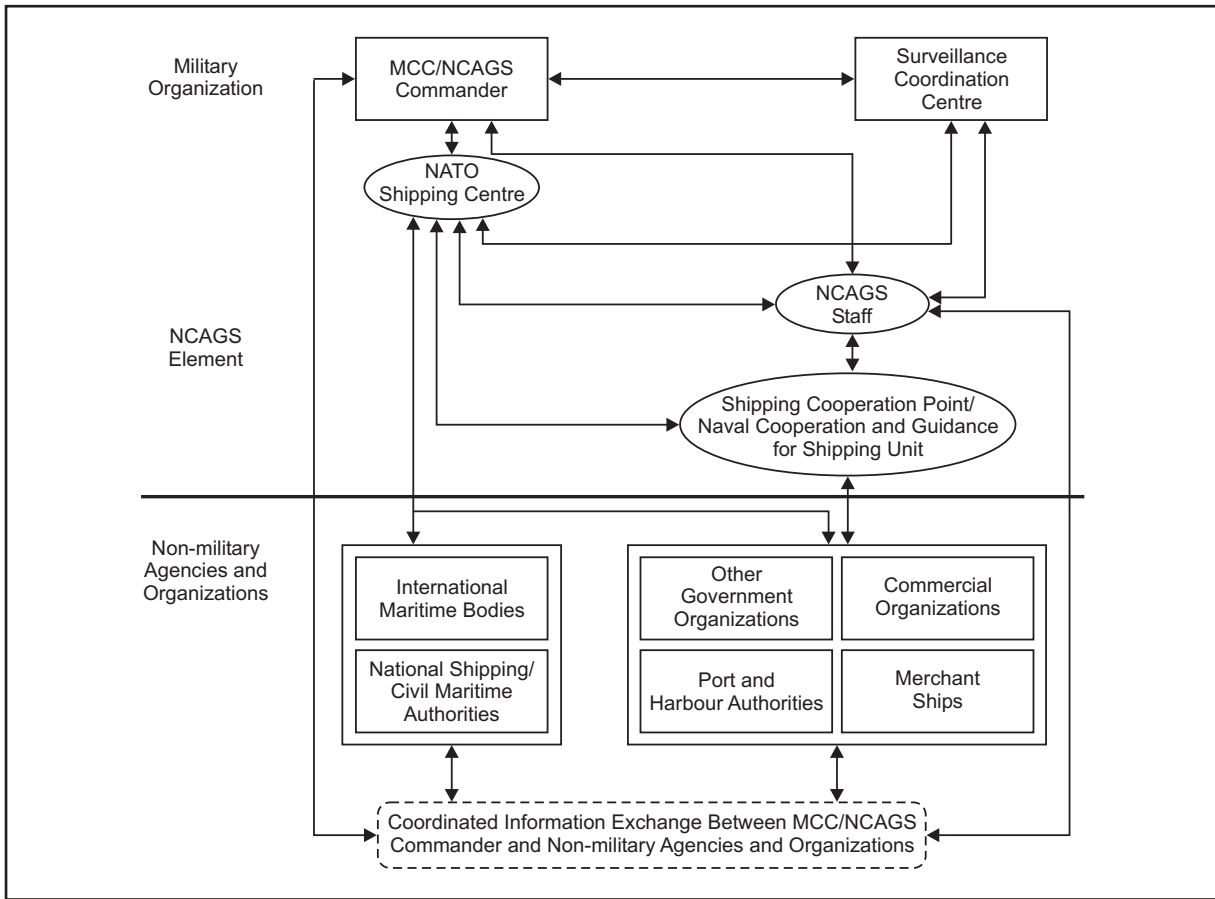 Military
Organization
MCC/NCAGS
Commander
Surveillance
Coordination
Centre
NATO
Shipping Centre
NCAGS
Staff
NCAGS
Element
Shipping Cooperation Point/
Naval Cooperation and Guidance
for Shipping Unit
Non-military
Agencies and
Organizations
International
Maritime Bodies
National Shipping/
Civil Maritime
Authorities
Other
Government
Organizations
Commercial
Organizations
Port and
Harbour Authorities
Merchant
Ships
Coordinated Information Exchange Between MCC/NCAGS
Commander and Non-military Agencies and Organizations